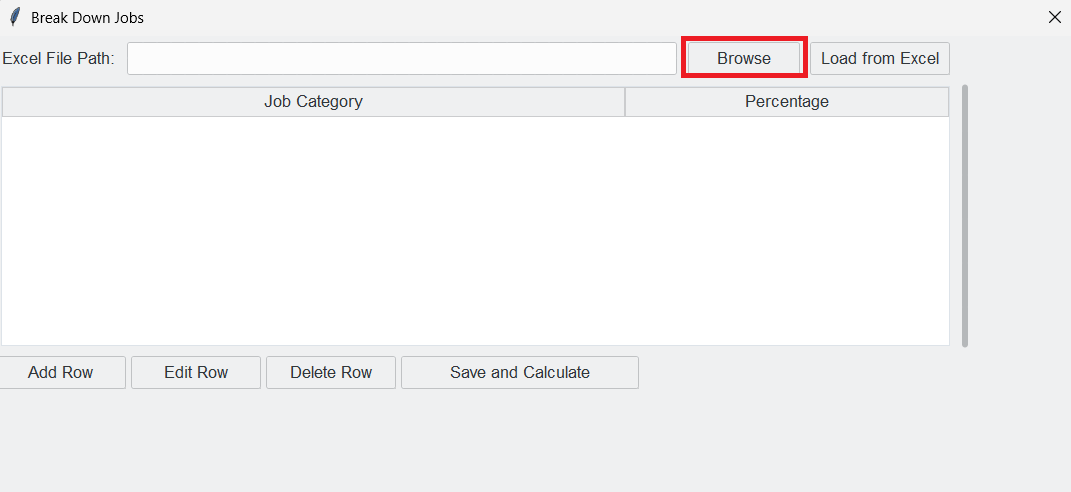 Break Down Jobs
Excel File Path: Browse Load from Excel
Job Category Percentage
Add Row Edit Row Delete Row Save and Calculate